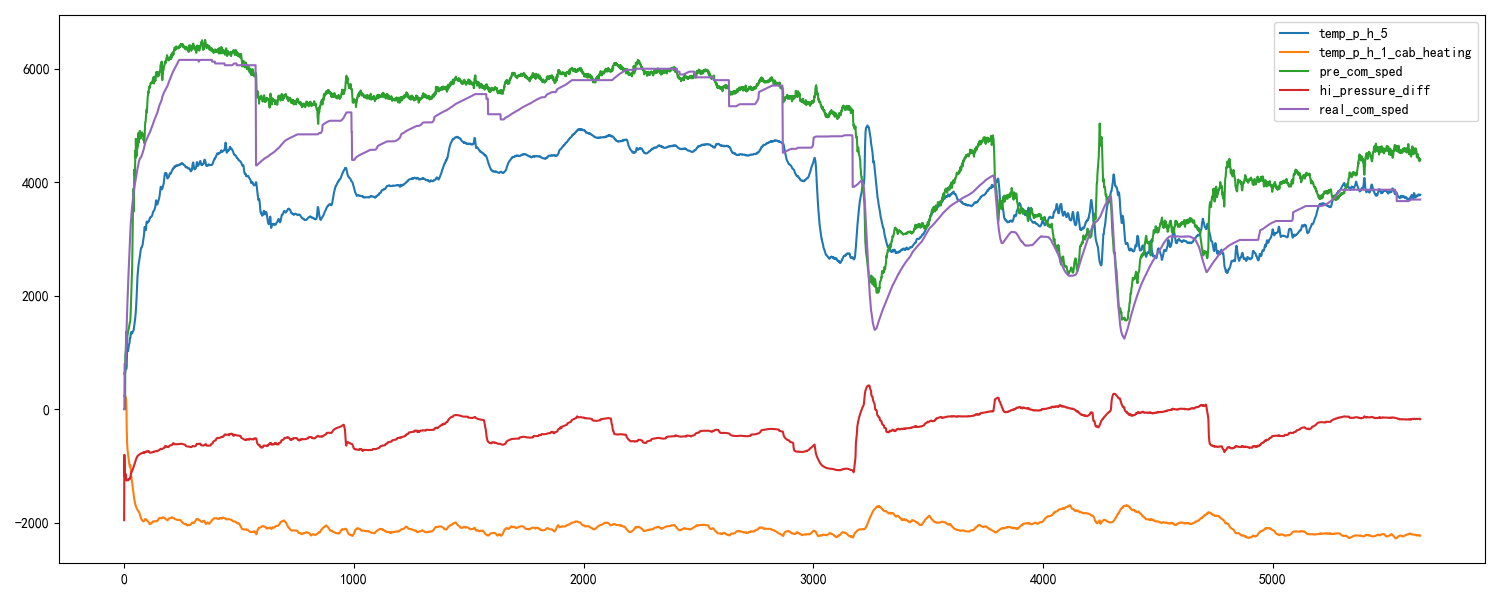 temp_p_h_5
temp_p_h_1_cab_heating
pre_com_sped
hi_pressure_diff
real_com_sped
6000
4000
2000
0
−2000
0 1000 2000 3000 4000 5000